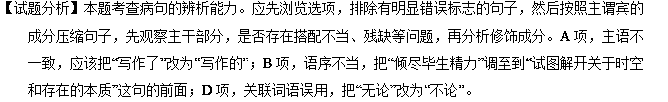 【试题分析】本题考查病句的辨析能力。应先浏览选项，排除有明显错误标志的句子，然后按照主谓宾的
成分压缩句子，先观察主干部分，是否存在搭配不当、残缺等问题，再分析修饰成分。A 项，主语不
一致，应该把“写作了”改为“写作的”；B 项，语序不当，把“倾尽毕生精力”调至到“试图解开关于时空
和存在的本质”这句的前面；D 项，关联词语误用，把“无论”改为“不论”。